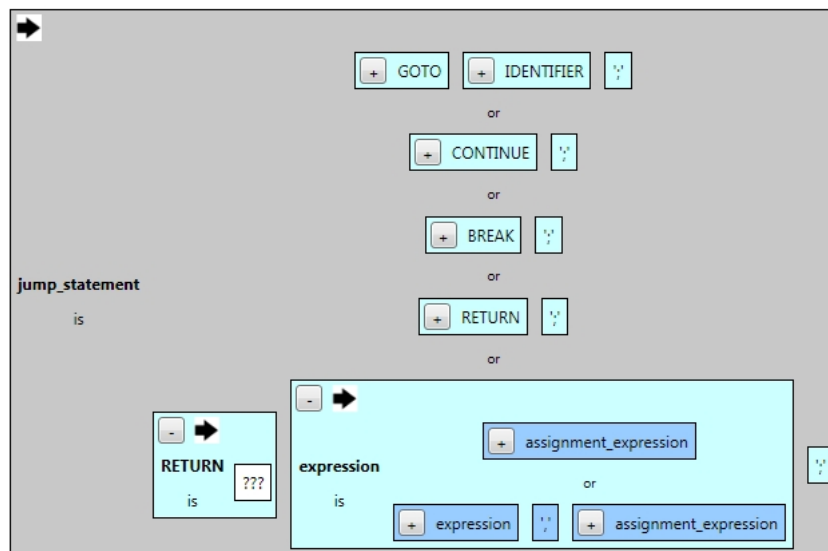 + GOTO + IDENTIFIER ';'
or
+ CONTINUE ';'
or
+ BREAK ';'
or
jump_statement
is
+ RETURN ';'
or
-
RETURN
is
???
-
expression
is
+ assignment_expression
or
+ expression ',' + assignment_expression
';'